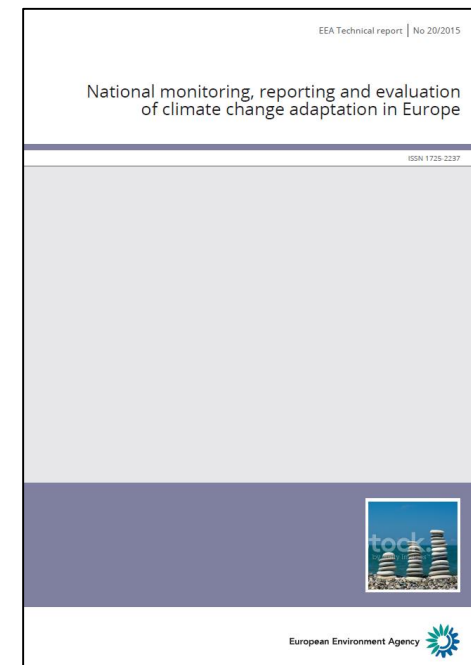 EEA Technical report | No 20/2015
National monitoring, reporting and evaluation
of climate change adaptation in Europe
ISSN 1725-2237
tock.
European Environment Agency